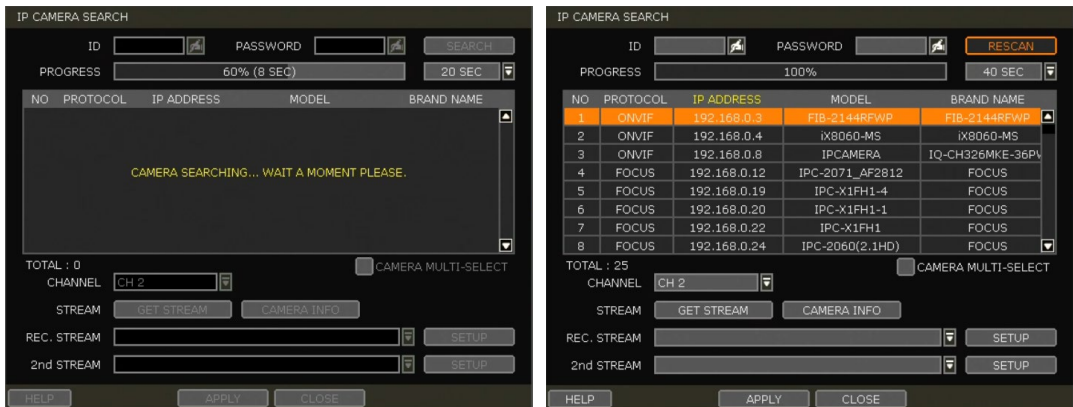 IP CAMERA SEARCH
ID PASSWORD SEARCH
PROGRESS 60% (8 SEC) 20 SEC
NO PROTOCOL IP ADDRESS MODEL BRAND NAME
CAMERA SEARCHING... WAIT A MOMENT PLEASE.
TOTAL : 0
CAMERA MULTI-SELECT
CHANNEL CH 2
STREAM GET STREAM CAMERA INFO
REC. STREAM SETUP
2nd STREAM SETUP
HELP APPLY CLOSE
IP CAMERA SEARCH
ID PASSWORD RESCAN
PROGRESS 100% 40 SEC
NO PROTOCOL IP ADDRESS MODEL BRAND NAME
1 ONVIF 192.168.0.3 FIB-2144RFWP FIB-2144RFWP
2 ONVIF 192.168.0.4 iX8060-MS iX8060-MS
3 ONVIF 192.168.0.8 IPCAMERA IQ-CH326MKE-36PW
4 FOCUS 192.168.0.12 IPC-2071_AF2812 FOCUS
5 FOCUS 192.168.0.19 IPC-X1FH1-4 FOCUS
6 FOCUS 192.168.0.20 IPC-X1FH1-1 FOCUS
7 FOCUS 192.168.0.22 IPC-X1FH1 FOCUS
8 FOCUS 192.168.0.24 IPC-2060(2.1HD) FOCUS
TOTAL : 25
CAMERA MULTI-SELECT
CHANNEL CH 2
STREAM GET STREAM CAMERA INFO
REC. STREAM SETUP
2nd STREAM SETUP
HELP APPLY CLOSE